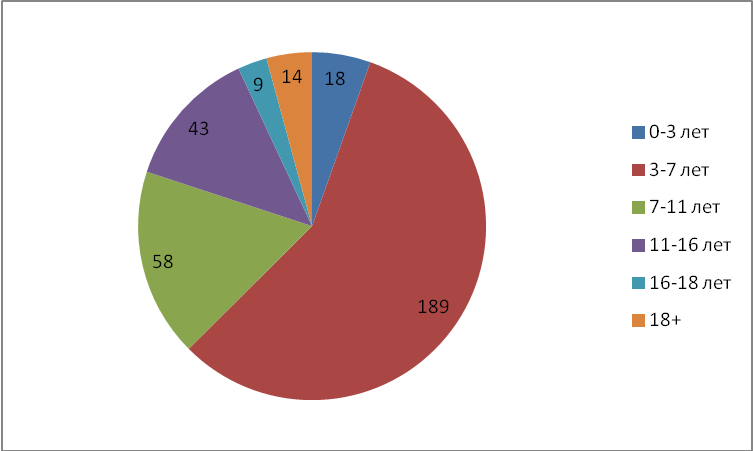 18
189
58
43
9
14
0-3 лет
3-7 лет
7-11 лет
11-16 лет
16-18 лет
18+